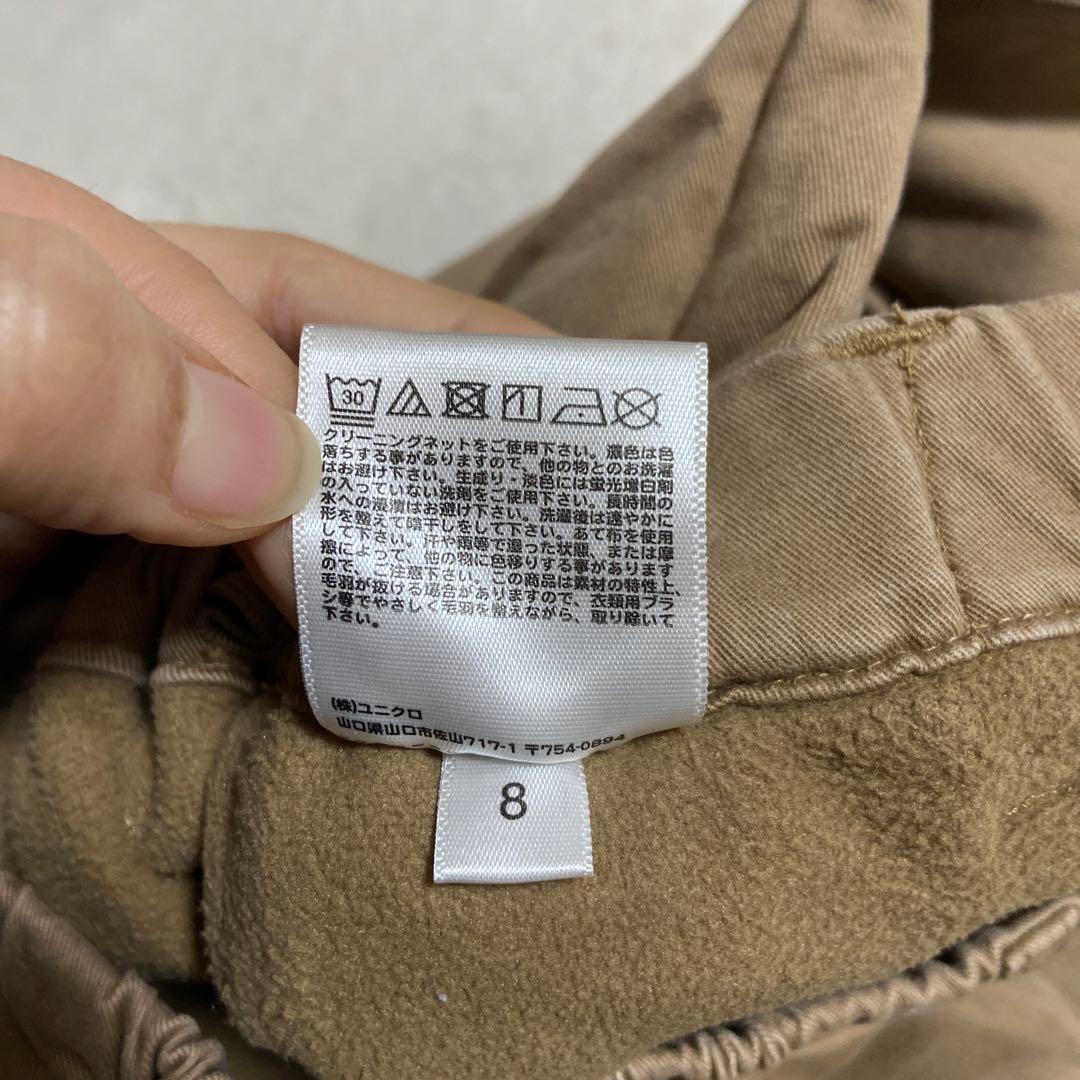 30
クリーニングネットをご使用下さい。濃色は色
落ちする事がありますので、他の物とのお洗濯
はお避け下さい。生成り・淡色には蛍光増白剤
の入っていない洗剤をご使用下さい。長時間の
水への浸漬はお避け下さい。洗濯後は速やかに
形を整えて陰干しをして下さい。あて布を使用
して下さい。汗や雨等で湿った状態、または摩
擦によって、他の物に色移りする事があります
ので、ご注意下さい。この商品は素材の特性上、
毛羽が抜ける場合がありますので、衣類用ブラ
シ等でやさしく毛羽を整えながら、取り除いて
下さい。
(株)ユニクロ
山口県山口市佐山717-1 〒754-0894
8